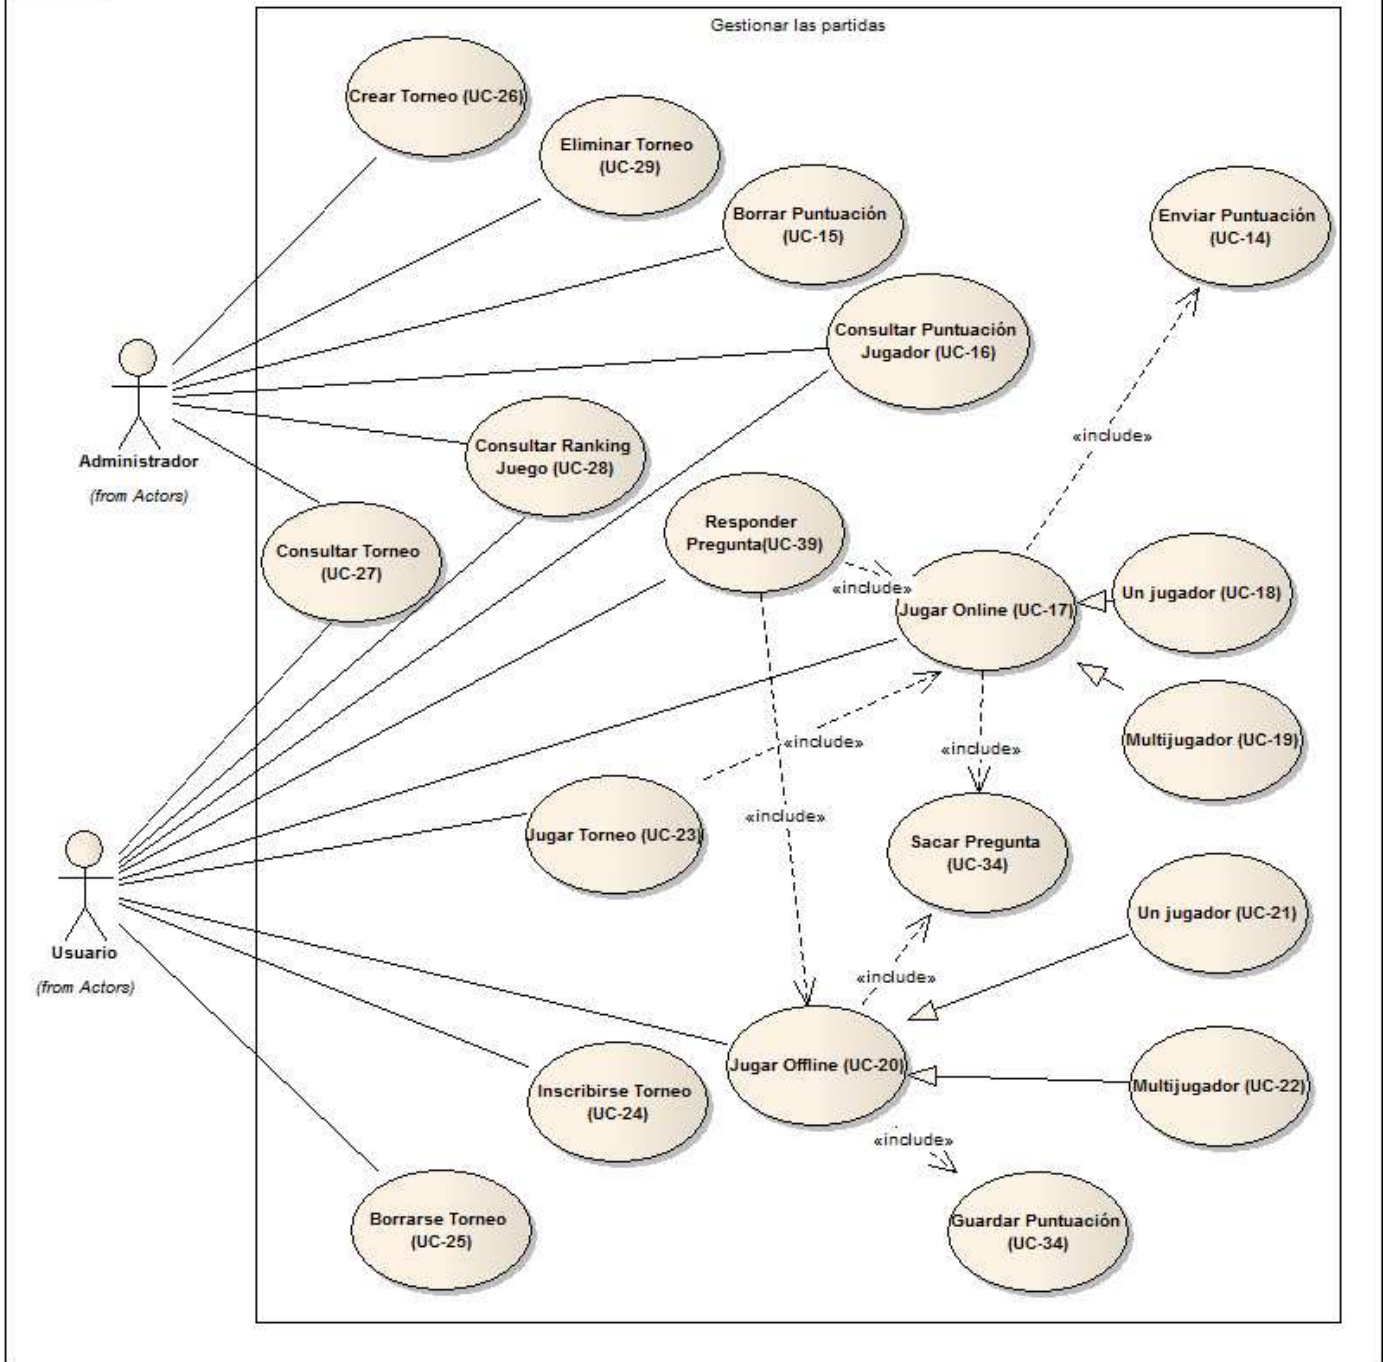 Gestionar las partidas
Crear Torneo (UC-26)
Eliminar Torneo
(UC-29)
Borrar Puntuación
(UC-15)
Enviar Puntuación
(UC-14)
Consultar Puntuación
Jugador (UC-16)
Administrador
(from Actors)
Consultar Ranking
Juego (UC-28)
«include»
Consultar Torneo
(UC-27)
Responder
Pregunta(UC-39)
«include»
Jugar Online (UC-17)
Un jugador (UC-18)
«include»
«include»
Multijugador (UC-19)
«include»
Jugar Torneo (UC-23)
Sacar Pregunta
(UC-34)
Usuario
(from Actors)
Un jugador (UC-21)
«include»
Jugar Offline (UC-20)
Multijugador (UC-22)
Inscribirse Torneo
(UC-24)
«include»
Borrarse Torneo
(UC-25)
Guardar Puntuación
(UC-34)